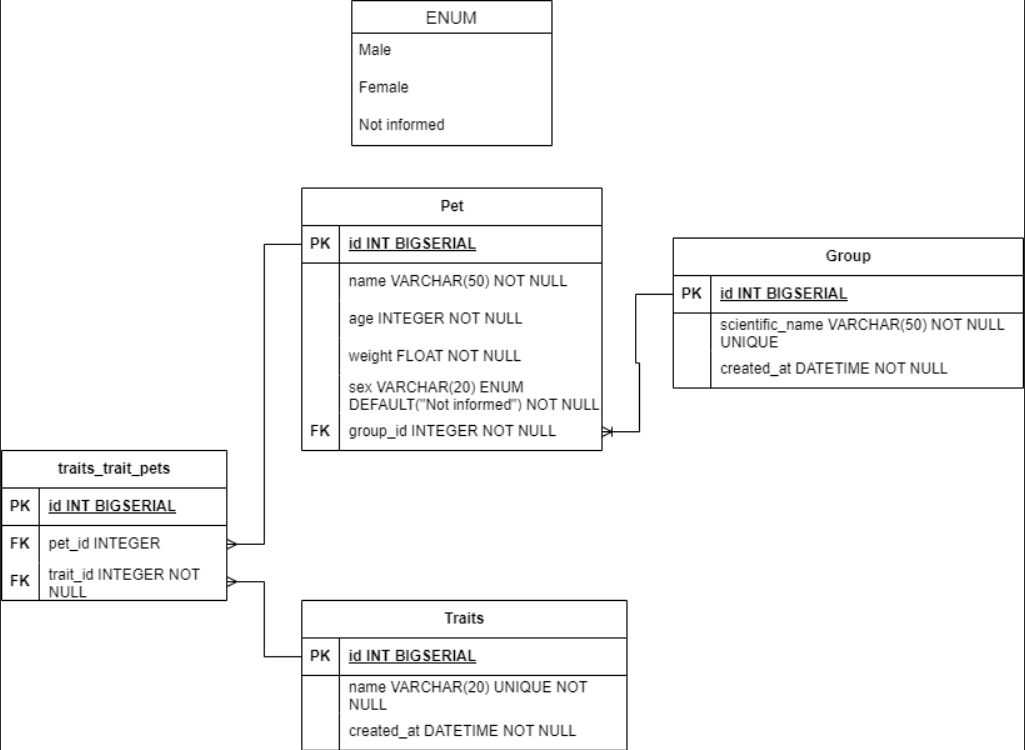 ENUM
Male
Female
Not informed
Pet
PK id INT BIGSERIAL
name VARCHAR(50) NOT NULL
age INTEGER NOT NULL
weight FLOAT NOT NULL
sex VARCHAR(20) ENUM
DEFAULT("Not informed") NOT NULL
FK group_id INTEGER NOT NULL
Group
PK id INT BIGSERIAL
scientific_name VARCHAR(50) NOT NULL
UNIQUE
created_at DATETIME NOT NULL
traits_trait_pets
PK id INT BIGSERIAL
FK pet_id INTEGER
FK trait_id INTEGER NOT
NULL
Traits
PK id INT BIGSERIAL
name VARCHAR(20) UNIQUE NOT
NULL
created_at DATETIME NOT NULL